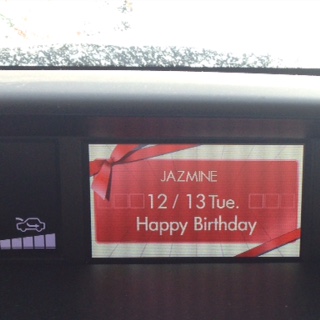 JAZMINE
12 / 13 Tue.
Happy Birthday